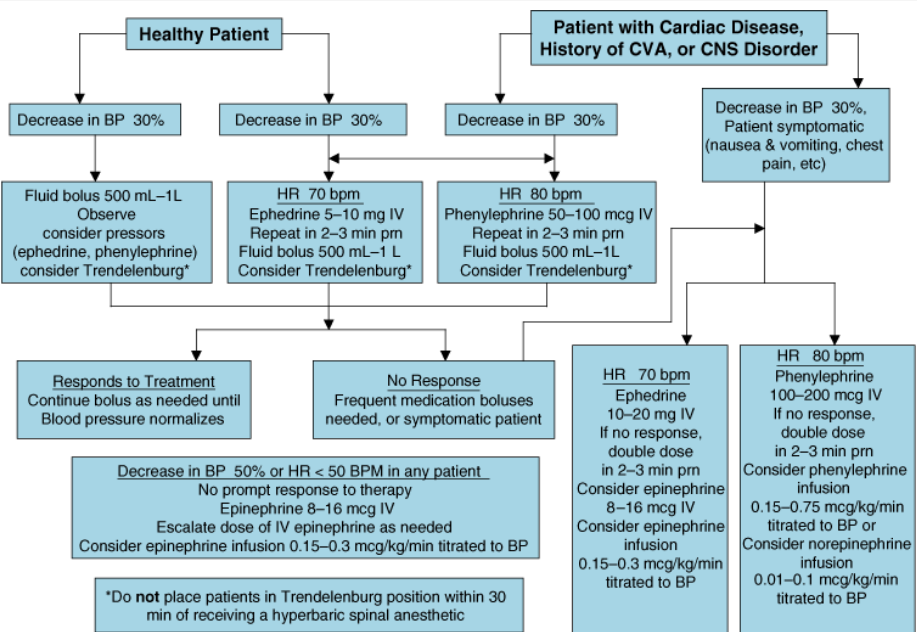 Healthy Patient
Patient with Cardiac Disease,
History of CVA, or CNS Disorder
Decrease in BP 30%
Decrease in BP 30%
Decrease in BP 30%
Decrease in BP 30%,
Patient symptomatic
(nausea & vomiting, chest
pain, etc)
Fluid bolus 500 mL–1L
Observe
consider pressors
(ephedrine, phenylephrine)
consider Trendelenburg*
HR 70 bpm
Ephedrine 5–10 mg IV
Repeat in 2–3 min prn
Fluid bolus 500 mL–1 L
Consider Trendelenburg*
HR 80 bpm
Phenylephrine 50–100 mcg IV
Repeat in 2–3 min prn
Fluid bolus 500 mL–1L
Consider Trendelenburg*
Responds to Treatment
Continue bolus as needed until
Blood pressure normalizes
No Response
Frequent medication boluses
needed, or symptomatic patient
HR 70 bpm
Ephedrine
10–20 mg IV
If no response,
double dose
in 2–3 min prn
Consider epinephrine
8–16 mcg IV
Consider epinephrine
infusion
0.15–0.3 mcg/kg/min
titrated to BP
HR 80 bpm
Phenylephrine
100–200 mcg IV
If no response,
double dose
in 2–3 min prn
Consider phenylephrine
infusion
0.15–0.75 mcg/kg/min
titrated to BP or
Consider norepinephrine
infusion
0.01–0.1 mcg/kg/min
titrated to BP
Decrease in BP 50% or HR < 50 BPM in any patient
No prompt response to therapy
Epinephrine 8–16 mcg IV
Escalate dose of IV epinephrine as needed
Consider epinephrine infusion 0.15–0.3 mcg/kg/min titrated to BP
*Do not place patients in Trendelenburg position within 30
min of receiving a hyperbaric spinal anesthetic